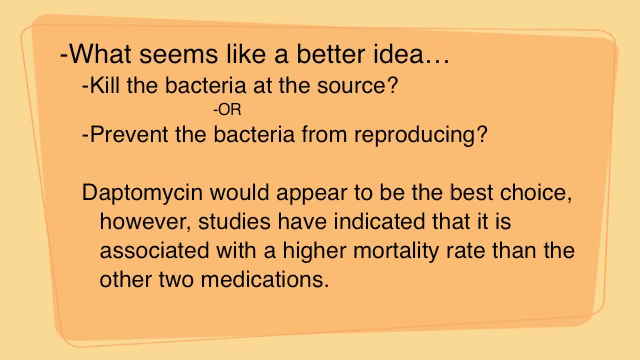 -What seems like a better idea…
-Kill the bacteria at the source?
-OR
-Prevent the bacteria from reproducing?
Daptomycin would appear to be the best choice,
however, studies have indicated that it is
associated with a higher mortality rate than the
other two medications.